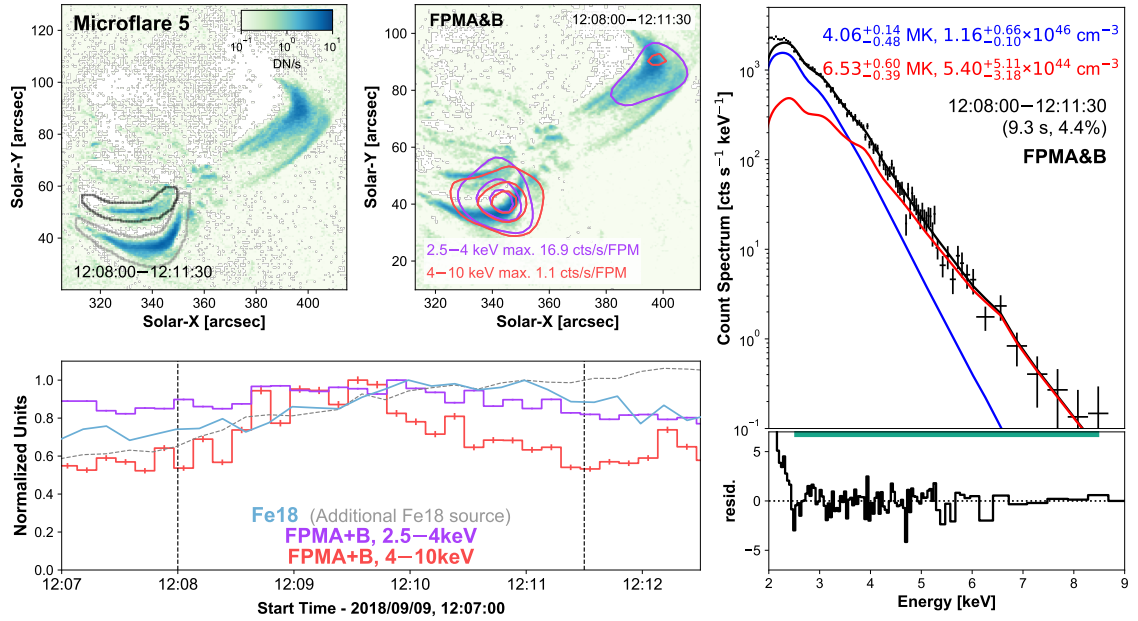 Microflare 5
10⁻¹ 10⁰ 10¹
DN/s
120
100
80
60
40
Solar-Y [arcsec]
12:08:00−12:11:30
320 340 360 380 400
Solar-X [arcsec]
FPMA&B
12:08:00−12:11:30
120
100
80
60
40
20
Solar-Y [arcsec]
2.5−4 keV max. 16.9 cts/s/FPM
4−10 keV max. 1.1 cts/s/FPM
320 340 360 380 400
Solar-X [arcsec]
1.0
0.8
0.6
0.4
0.2
0.0
Normalized Units
Fe18 (Additional Fe18 source)
FPMA+B, 2.5−4keV
FPMA+B, 4−10keV
12:07 12:08 12:09 12:10 12:11 12:12
Start Time - 2018/09/09, 12:07:00
4.06 +0.14 −0.48 MK, 1.16 +0.66 −0.10 ×10⁴⁶ cm⁻³
6.53 +0.60 −0.39 MK, 5.40 +5.11 −3.18 ×10⁴⁴ cm⁻³
12:08:00−12:11:30
(9.3 s, 4.4%)
FPMA&B
10³
10²
10¹
10⁰
10⁻¹
Count Spectrum [cts s⁻¹ keV⁻¹]
5
0
−5
resid.
2 3 4 5 6 7 8 9
Energy [keV]